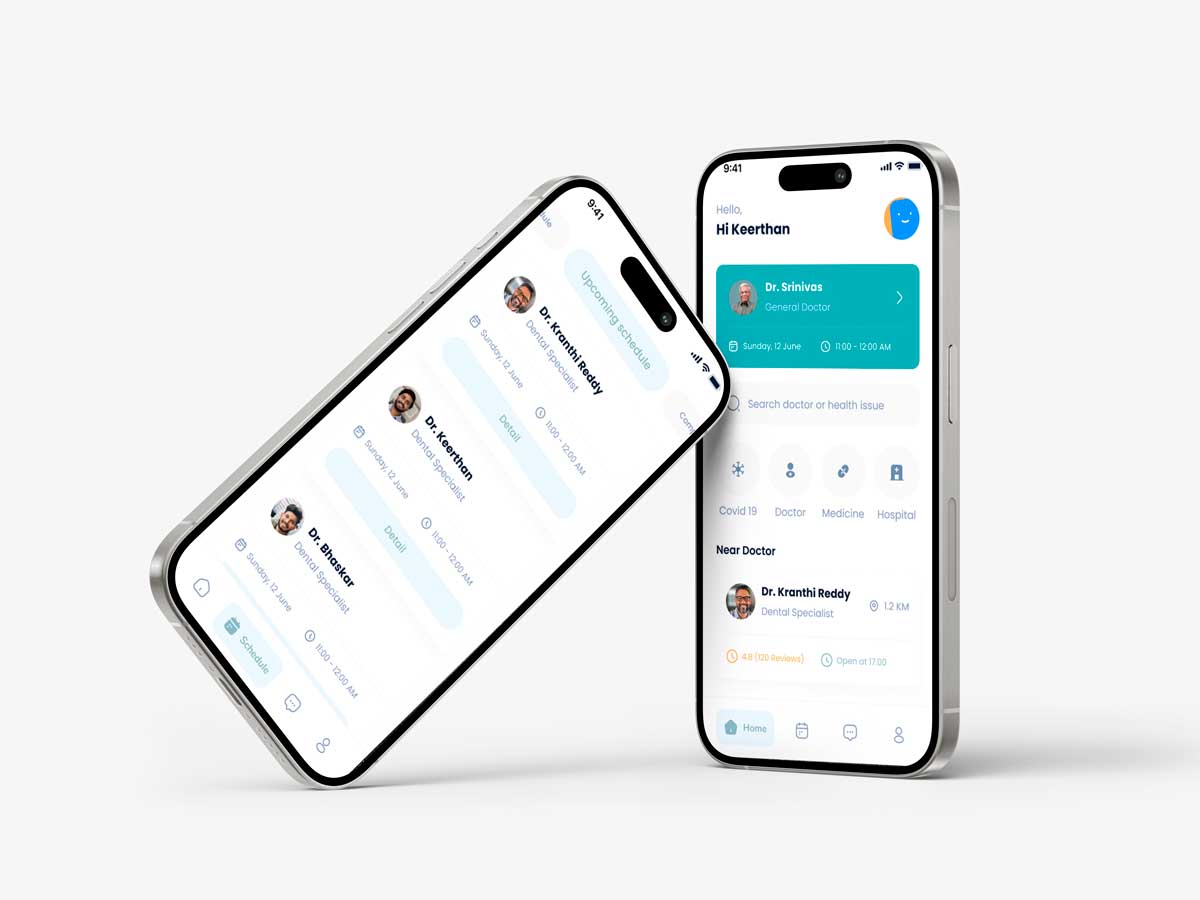 9:41
dule
Upcoming schedule
Com
Dr. Kranthi Reddy
Dental Specialist
Sunday, 12 June
11:00 - 12:00 AM
Detail
Dr. Keerthan
Dental Specialist
Sunday, 12 June
11:00 - 12:00 AM
Detail
Dr. Bhaskar
Dental Specialist
Sunday, 12 June
11:00 - 12:00 AM
Schedule
9:41
Hello,
Hi Keerthan
Dr. Srinivas
General Doctor
Sunday, 12 June 11:00 - 12:00 AM
Search doctor or health issue
Covid 19 Doctor Medicine Hospital
Near Doctor
Dr. Kranthi Reddy
Dental Specialist
1.2 KM
4.8 (120 Reviews) Open at 17.00
Home